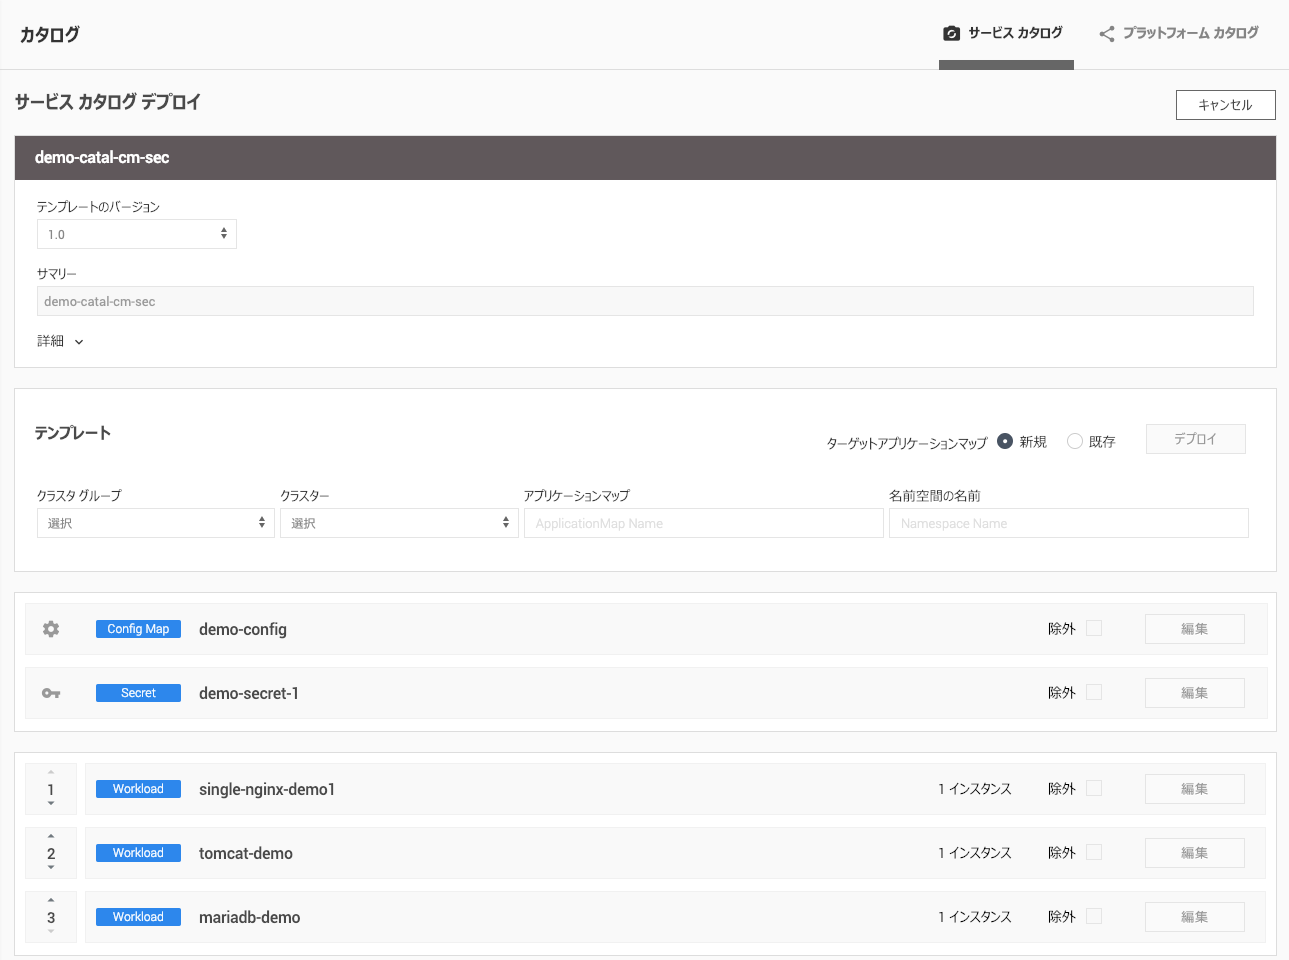 カタログ
サービス カタログ
プラットフォーム カタログ
サービス カタログ デプロイ
キャンセル
demo-catal-cm-sec
テンプレートのバージョン
1.0
サマリー
demo-catal-cm-sec
詳細
テンプレート
ターゲットアプリケーションマップ 新規 既存 デプロイ
クラスタ グループ クラスター アプリケーションマップ 名前空間の名前
選択 選択 ApplicationMap Name Namespace Name
Config Map demo-config 除外 編集
Secret demo-secret-1 除外 編集
1 Workload single-nginx-demo1 1 インスタンス 除外 編集
2 Workload tomcat-demo 1 インスタンス 除外 編集
3 Workload mariadb-demo 1 インスタンス 除外 編集